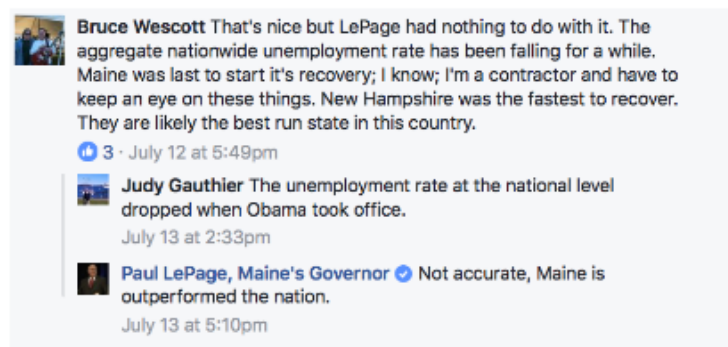 Bruce Wescott That's nice but LePage had nothing to do with it. The
aggregate nationwide unemployment rate has been falling for a while.
Maine was last to start it's recovery; I know; I'm a contractor and have to
keep an eye on these things. New Hampshire was the fastest to recover.
They are likely the best run state in this country.
3 · July 12 at 5:49pm
Judy Gauthier The unemployment rate at the national level
dropped when Obama took office.
July 13 at 2:33pm
Paul LePage, Maine's Governor Not accurate, Maine is
outperformed the nation.
July 13 at 5:10pm